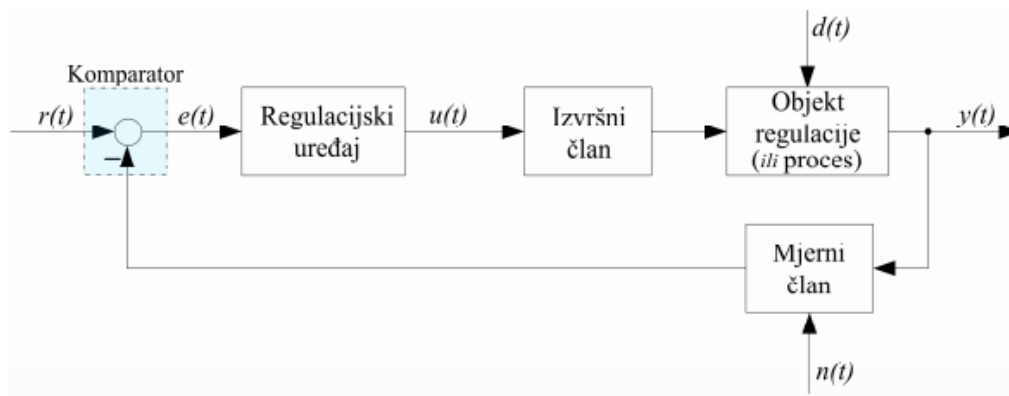 d(t)
Komparator
r(t)
e(t)
Regulacijski
uređaj
u(t)
Izvršni
član
Objekt
regulacije
(ili proces)
y(t)
–
Mjerni
član
n(t)